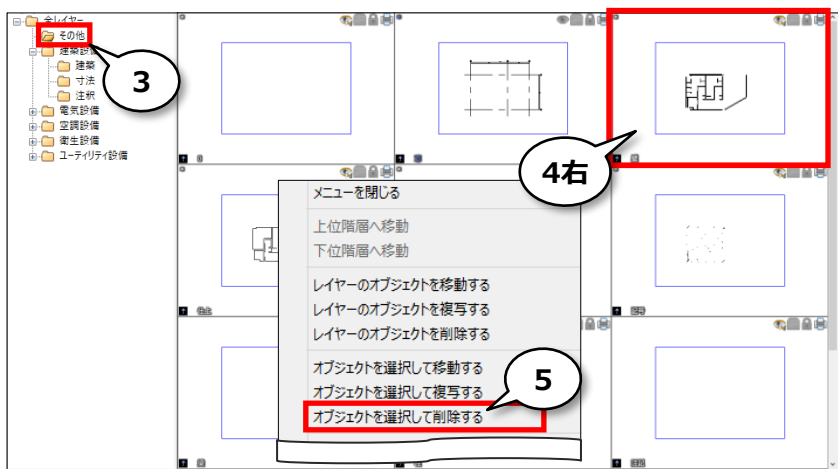 全レイヤー
その他
建築設備
建築
寸法
注釈
電気設備
空調設備
衛生設備
ユーティリティ設備
3
4右
0
仕上
記号
メニューを閉じる
上位階層へ移動
下位階層へ移動
レイヤーのオブジェクトを移動する
レイヤーのオブジェクトを複写する
レイヤーのオブジェクトを削除する
オブジェクトを選択して移動する
オブジェクトを選択して複写する
オブジェクトを選択して削除する
5